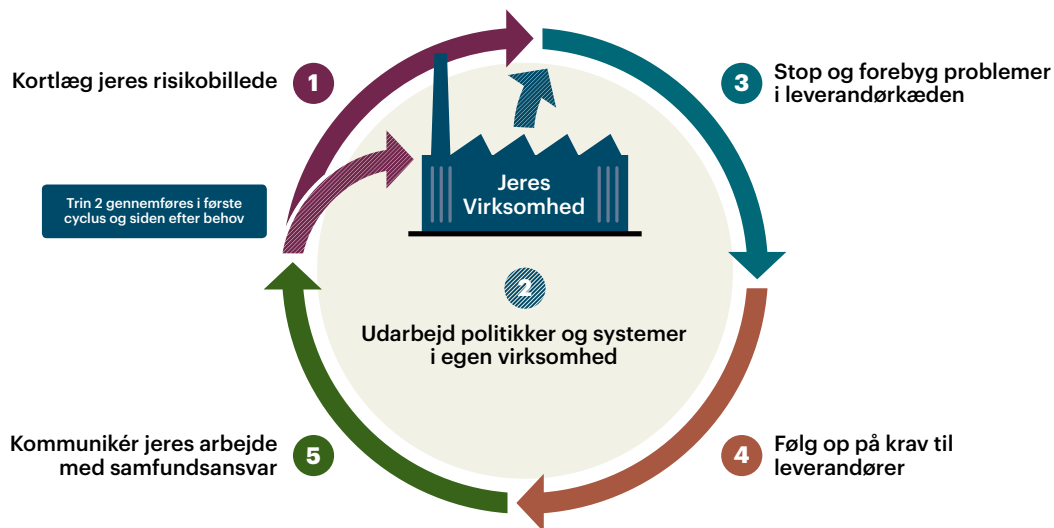 Kortlæg jeres risikobillede
1
3
Stop og forebyg problemer
i leverandørkæden
Trin 2 gennemføres i første
cyclus og siden efter behov
Jeres
Virksomhed
2
Udarbejd politikker og systemer
i egen virksomhed
Kommunikér jeres arbejde
med samfundsansvar
5
4
Følg op på krav til
leverandører